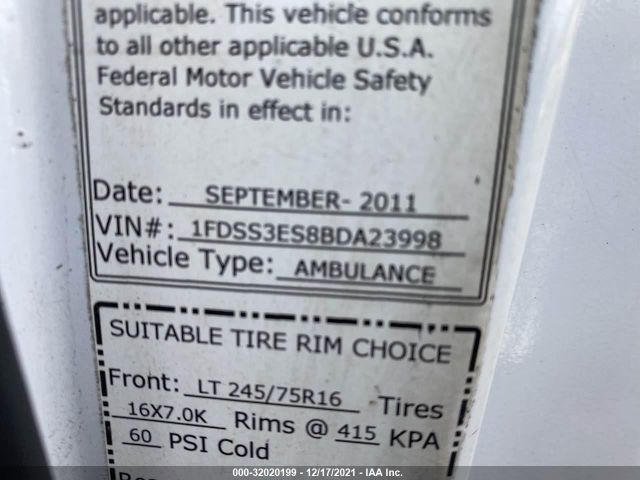 applicable. This vehicle conforms
to all other applicable U.S.A.
Federal Motor Vehicle Safety
Standards in effect in:
Date: SEPTEMBER- 2011
VIN#: 1FDSS3ES8BDA23998
Vehicle Type: AMBULANCE
SUITABLE TIRE RIM CHOICE
Front: LT 245/75R16 Tires
16X7.0K Rims @ 415 KPA
60 PSI Cold
000-32020199 - 12/17/2021 - IAA Inc.